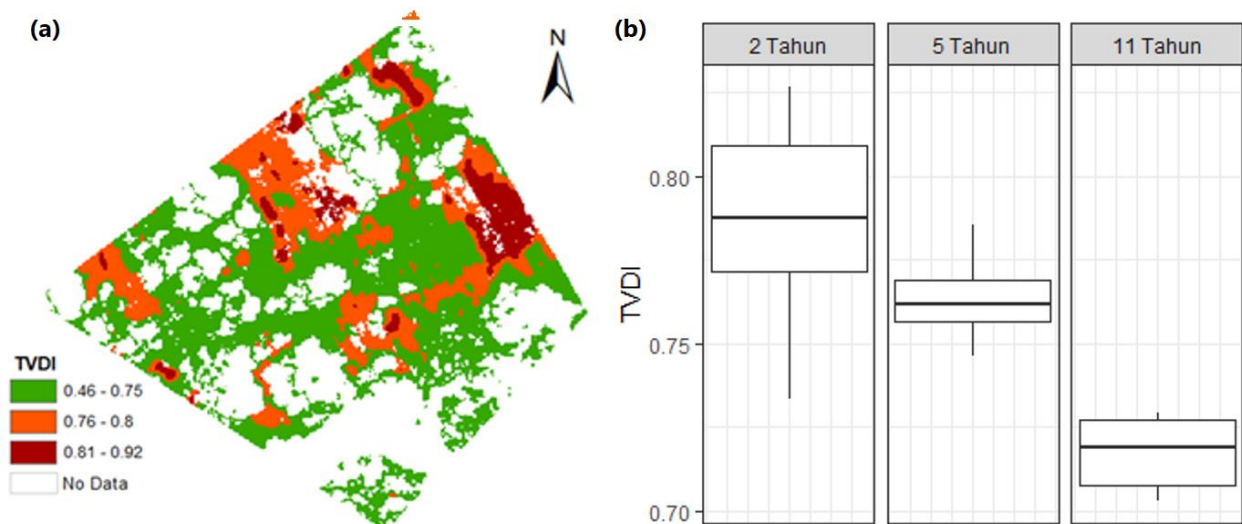 (a)
N
TVDI
0.46 - 0.75
0.76 - 0.8
0.81 - 0.92
No Data
(b)
2 Tahun
5 Tahun
11 Tahun
TVDI
0.80
0.75
0.70